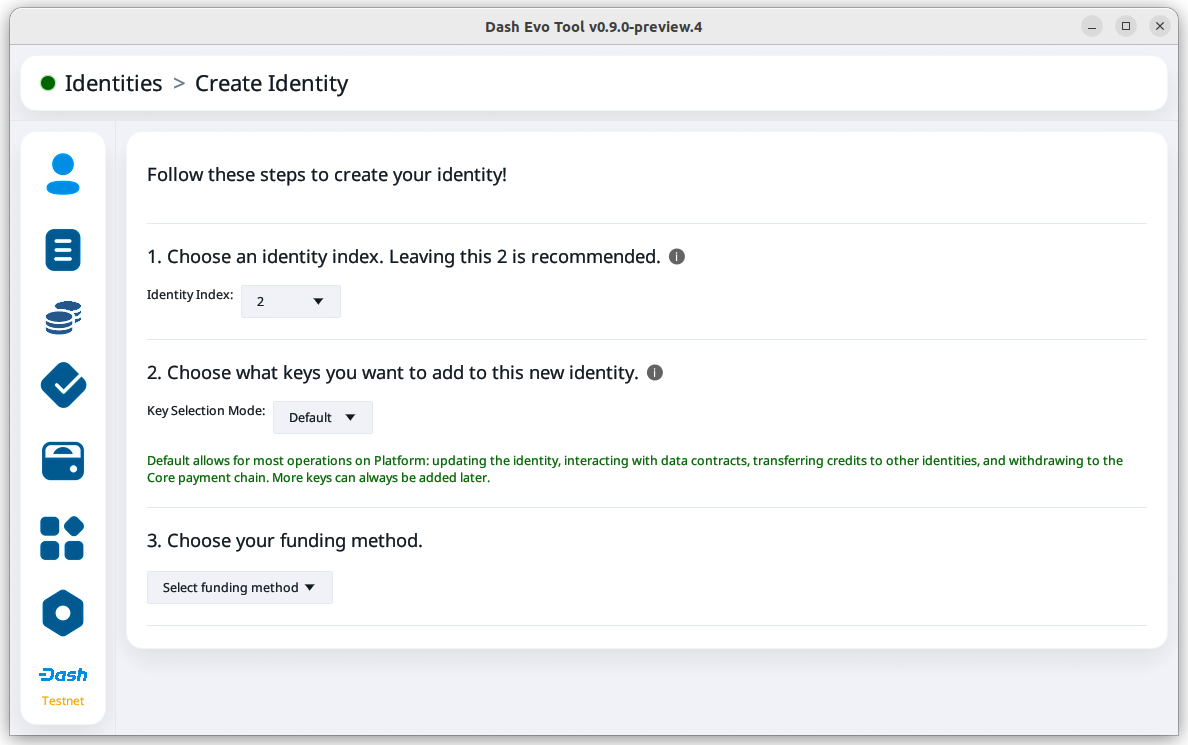 Dash Evo Tool v0.9.0-preview.4
Identities > Create Identity
Follow these steps to create your identity!
1. Choose an identity index. Leaving this 2 is recommended.
Identity Index: 2
2. Choose what keys you want to add to this new identity.
Key Selection Mode: Default
Default allows for most operations on Platform: updating the identity, interacting with data contracts, transferring credits to other identities, and withdrawing to the
Core payment chain. More keys can always be added later.
3. Choose your funding method.
Select funding method
Dash
Testnet